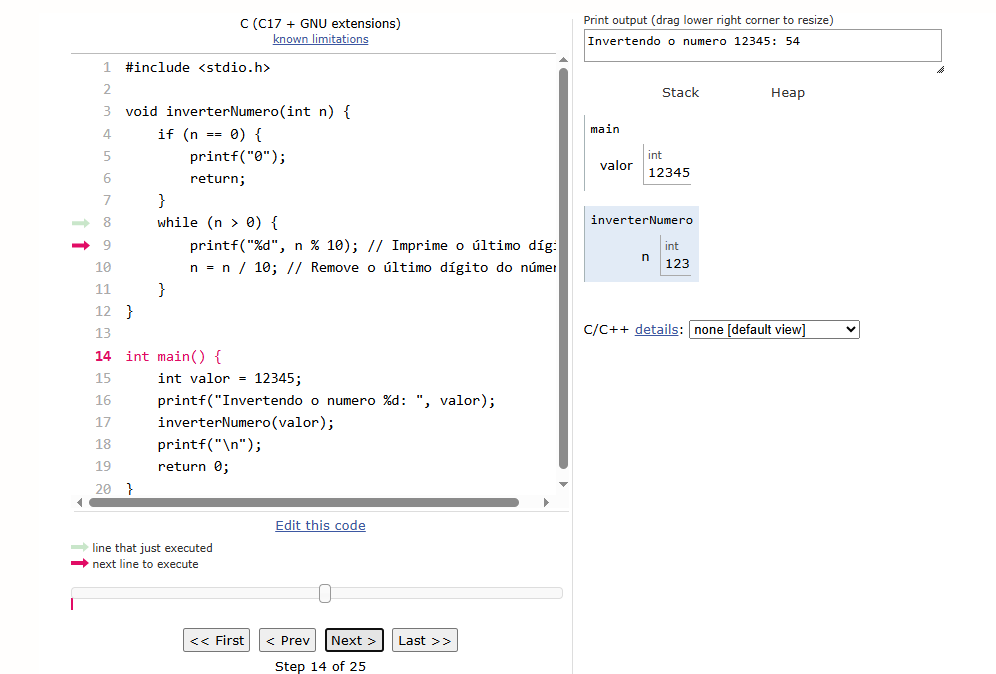 C (C17 + GNU extensions)
known limitations
1 #include <stdio.h>
2
3 void inverterNumero(int n) {
4     if (n == 0) {
5         printf("0");
6         return;
7     }
8     while (n > 0) {
9         printf("%d", n % 10); // Imprime o último díg
10         n = n / 10; // Remove o último dígito do númer
11     }
12 }
13
14 int main() {
15     int valor = 12345;
16     printf("Invertendo o numero %d: ", valor);
17     inverterNumero(valor);
18     printf("\n");
19     return 0;
20 }
Edit this code
line that just executed
next line to execute
<< First < Prev Next > Last >>
Step 14 of 25
Print output (drag lower right corner to resize)
Invertendo o numero 12345: 54
Stack Heap
main
int
valor 12345
inverterNumero
int
n 123
C/C++ details: none [default view]